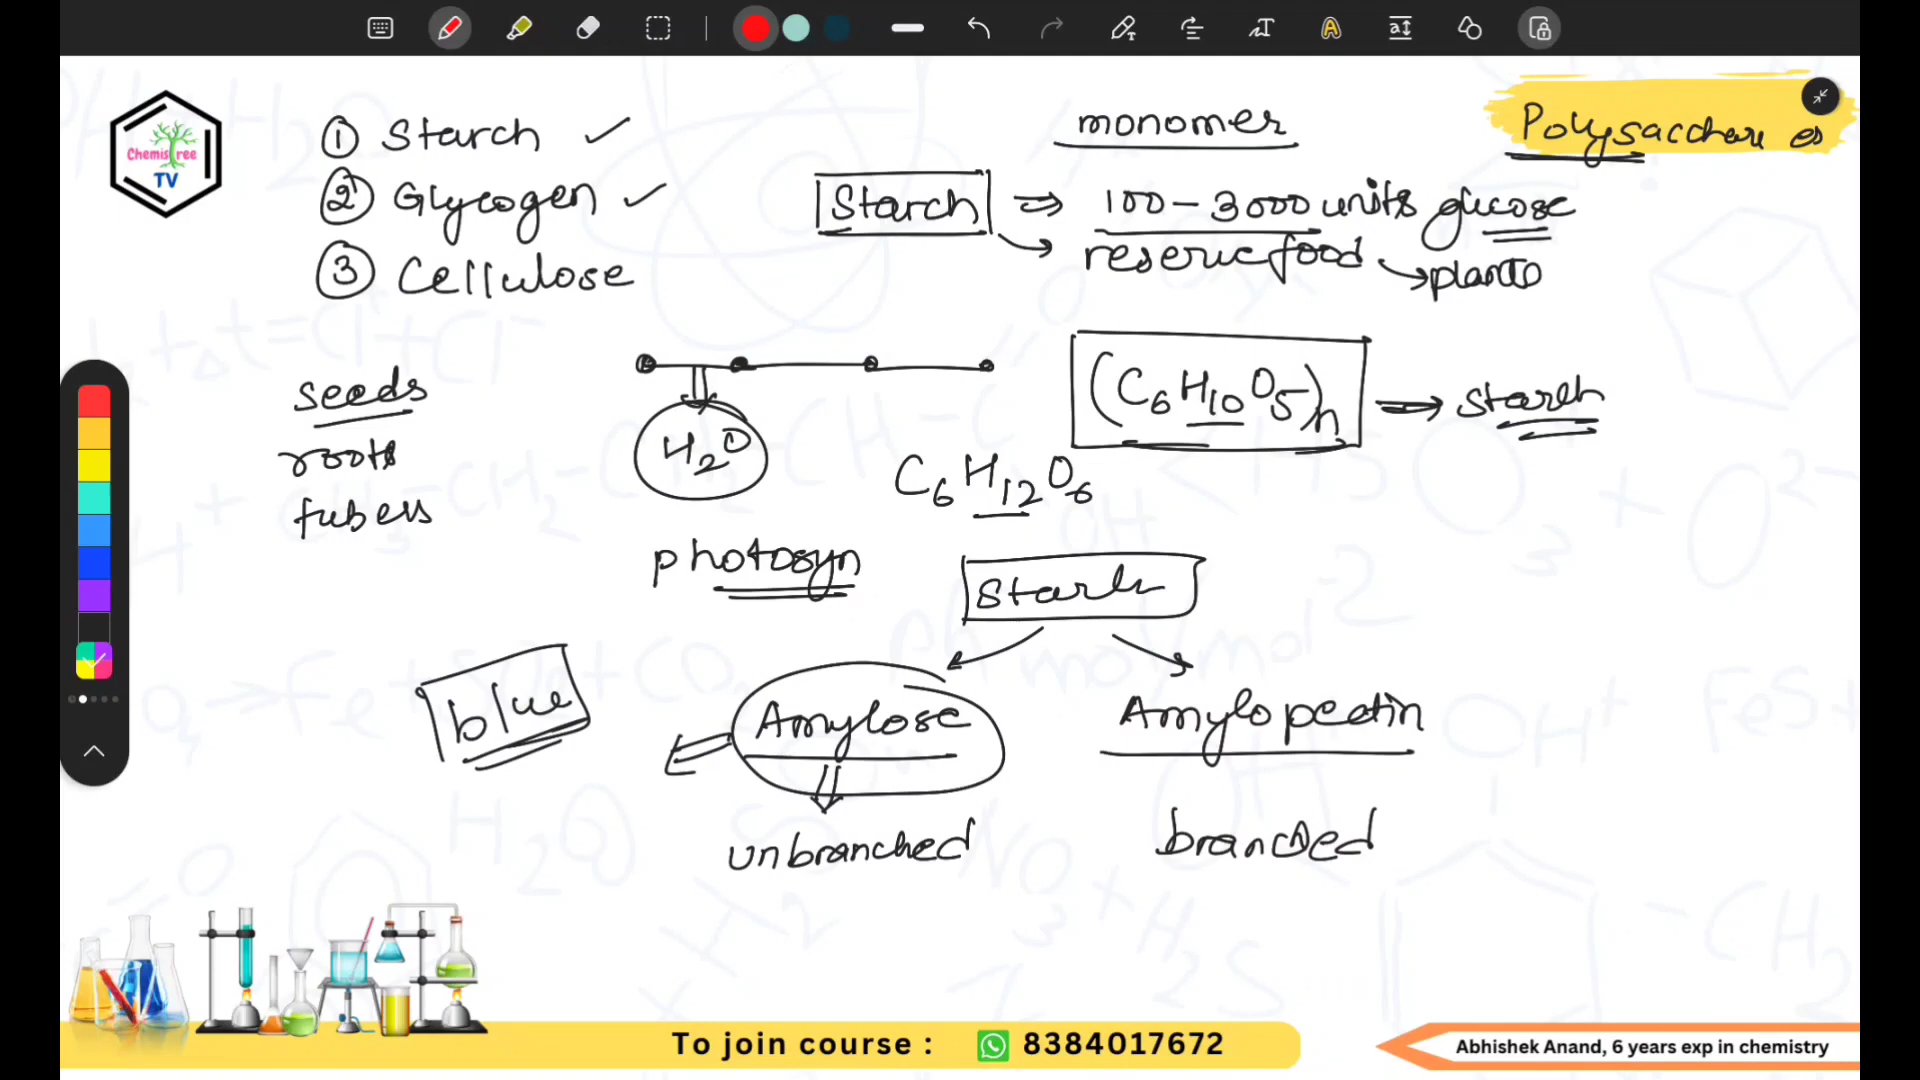 Chemistree
TV
① Starch ✓
② Glycogen ✓
③ Cellulose
monomer
Polysacchare es
Starch ⇒ 100-3000 units glucose
→ reserve food → plants
seeds
roots
tubers
H2O
(C6H10O5)n → starch
C6H12O6
photosyn
Starch
blue
Amylose
Amylopectin
unbranched
branched
To join course : 8384017672
Abhishek Anand, 6 years exp in chemistry